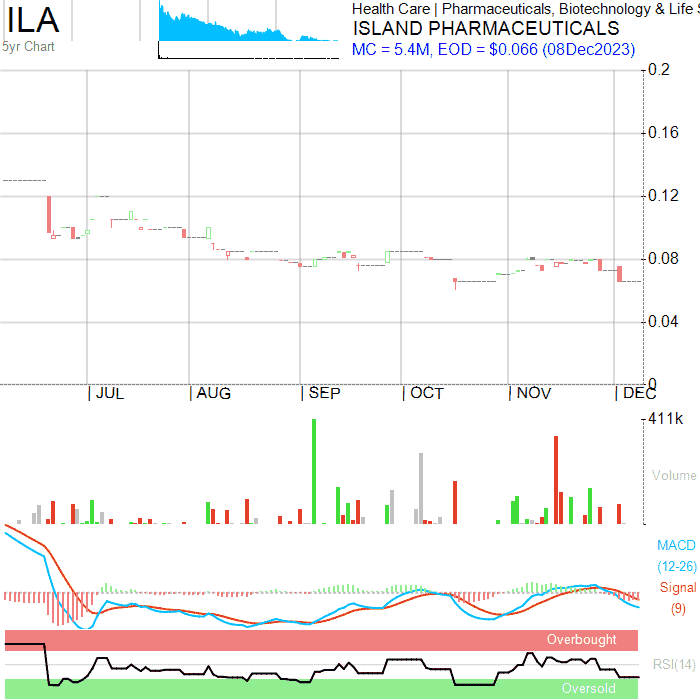 ILA
5yr Chart
Health Care | Pharmaceuticals, Biotechnology & Life
ISLAND PHARMACEUTICALS
MC = 5.4M, EOD = $0.066 (08Dec2023)
0.2
0.16
0.12
0.08
0.04
0
| JUL | AUG | SEP | OCT | NOV | DEC
411k
Volume
MACD
(12-26)
Signal
(9)
Overbought
RSI(14)
Oversold